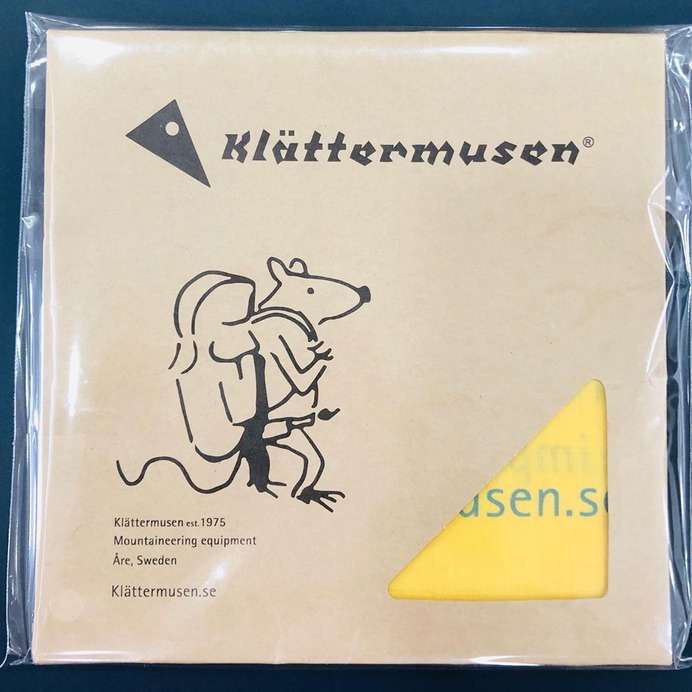 Klättermusen®
Klättermusen est.1975
Mountaineering equipment
Åre, Sweden
Klättermusen.se
usen.se